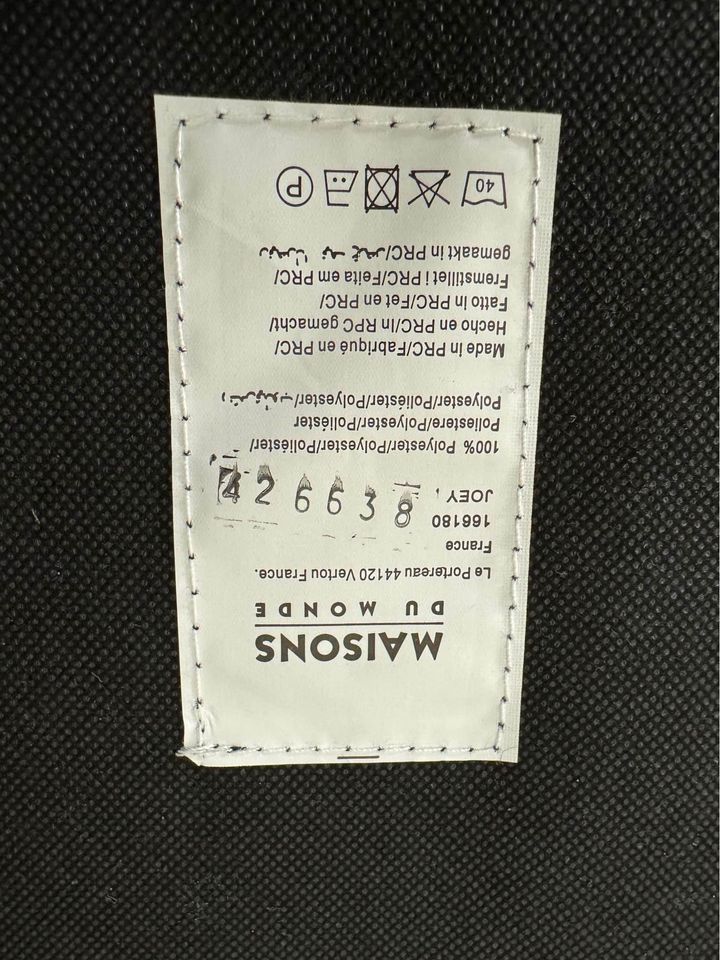 MAISONS
DU MONDE
Le Portereau 44120 Vertou France.
France
166180
JOEY,
426638
100% Polyester/Polyester/Poliéster/
Poliestere/Polyester/Poliéster
Polyester/Polyester/Poliéster/Polyester/
Made in PRC/Fabriqué en PRC/
Hecho en PRC/In RPC gemacht/
Fatto in PRC/Fet en PRC/
Fremstillet i PRC/Feita em PRC/
gemaakt in PRC/
40 P